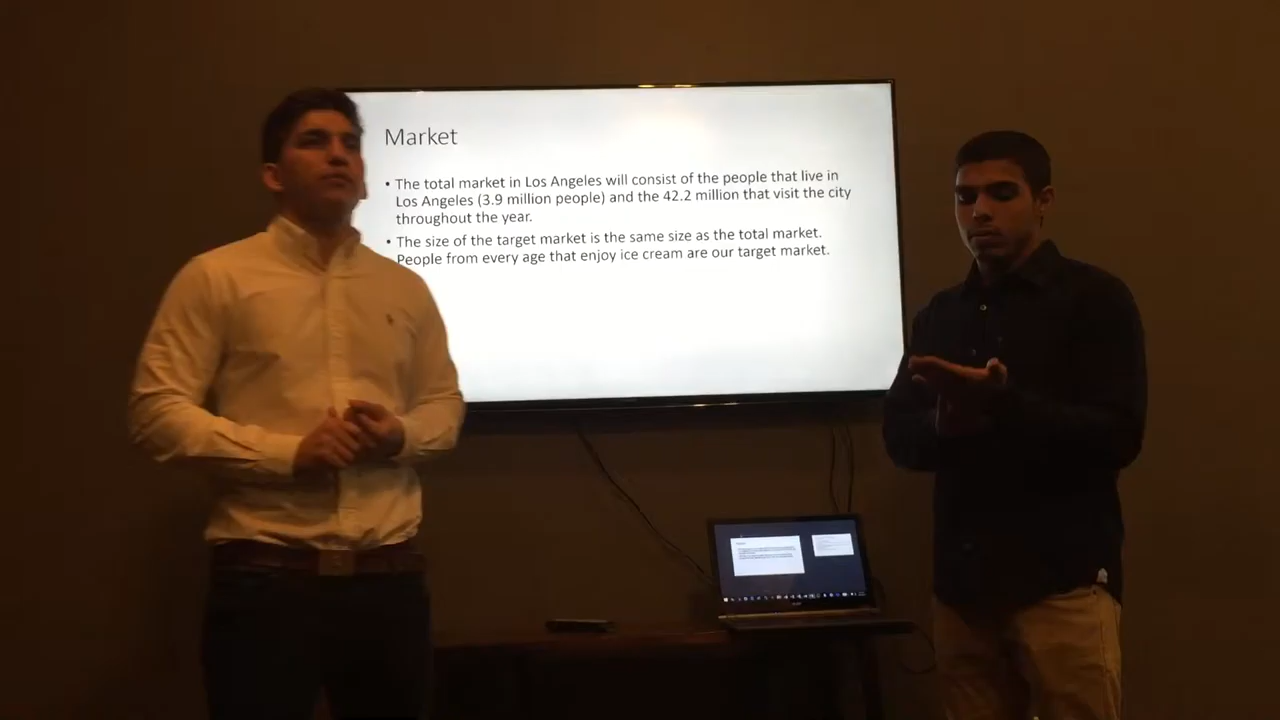 Market
• The total market in Los Angeles will consist of the people that live in
Los Angeles (3.9 million people) and the 42.2 million that visit the city
throughout the year.
• The size of the target market is the same size as the total market.
People from every age that enjoy ice cream are our target market.